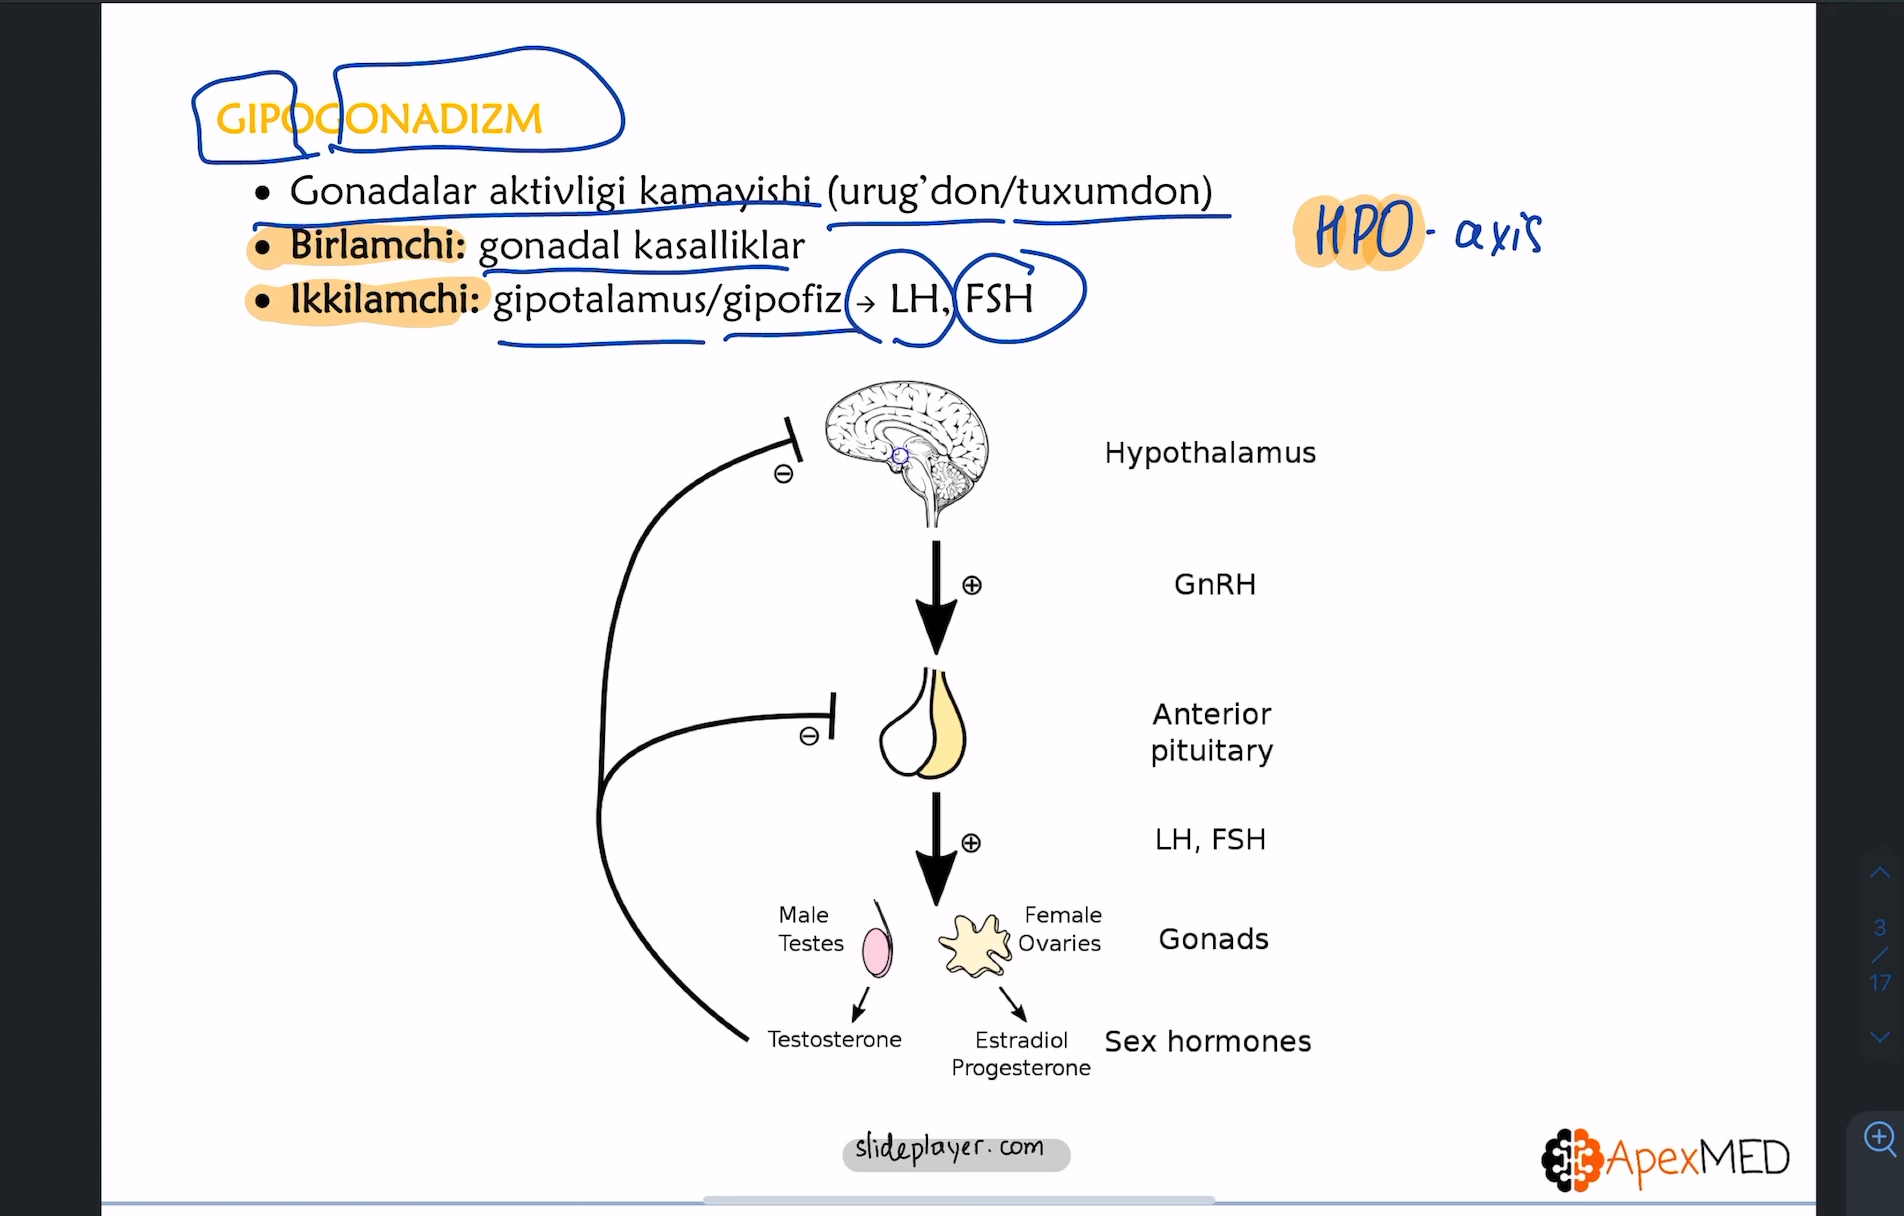 GIPOGONADIZM
• Gonadalar aktivligi kamayishi (urug'don/tuxumdon)
• Birlamchi: gonadal kasalliklar
• Ikkilamchi: gipotalamus/gipofiz → LH, FSH
HPO - axis
⊖
Hypothalamus
⊕
GnRH
⊖
Anterior
pituitary
⊕
LH, FSH
Male
Testes
Female
Ovaries
Gonads
Testosterone
Estradiol
Progesterone
Sex hormones
slideplayer.com
ApexMED
3
/
17